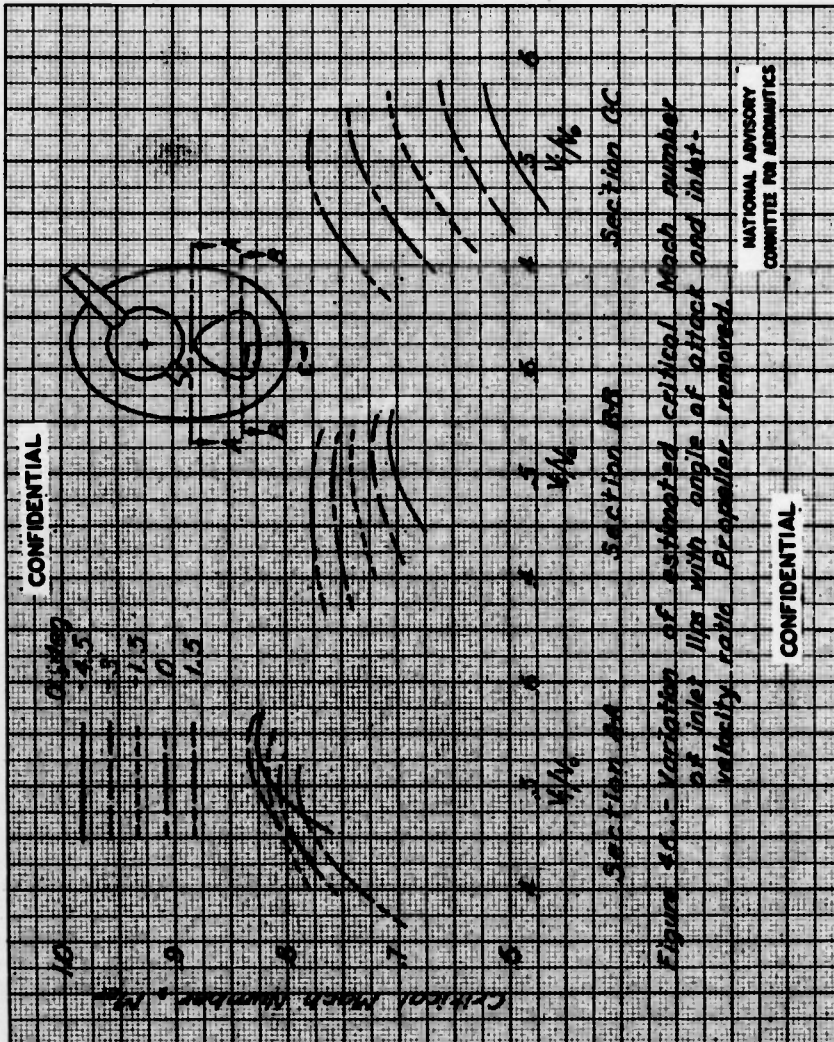 CONFIDENTIAL
α, deg
-4.5
-3
-1.5
0
1.5
A
A
B
B
C
C
Critical Mach Number, Mcr
1.0
.9
.8
.7
.6
.4 .5 .6
V₁/V₀
Section AA
.4 .5 .6
V₁/V₀
Section BB
.4 .5 .6
V₁/V₀
Section CC
Figure 46.- Variation of estimated critical Mach number
of inlet lips with angle of attack and inlet-
velocity ratio. Propeller removed.
NATIONAL ADVISORY
COMMITTEE FOR AERONAUTICS
CONFIDENTIAL